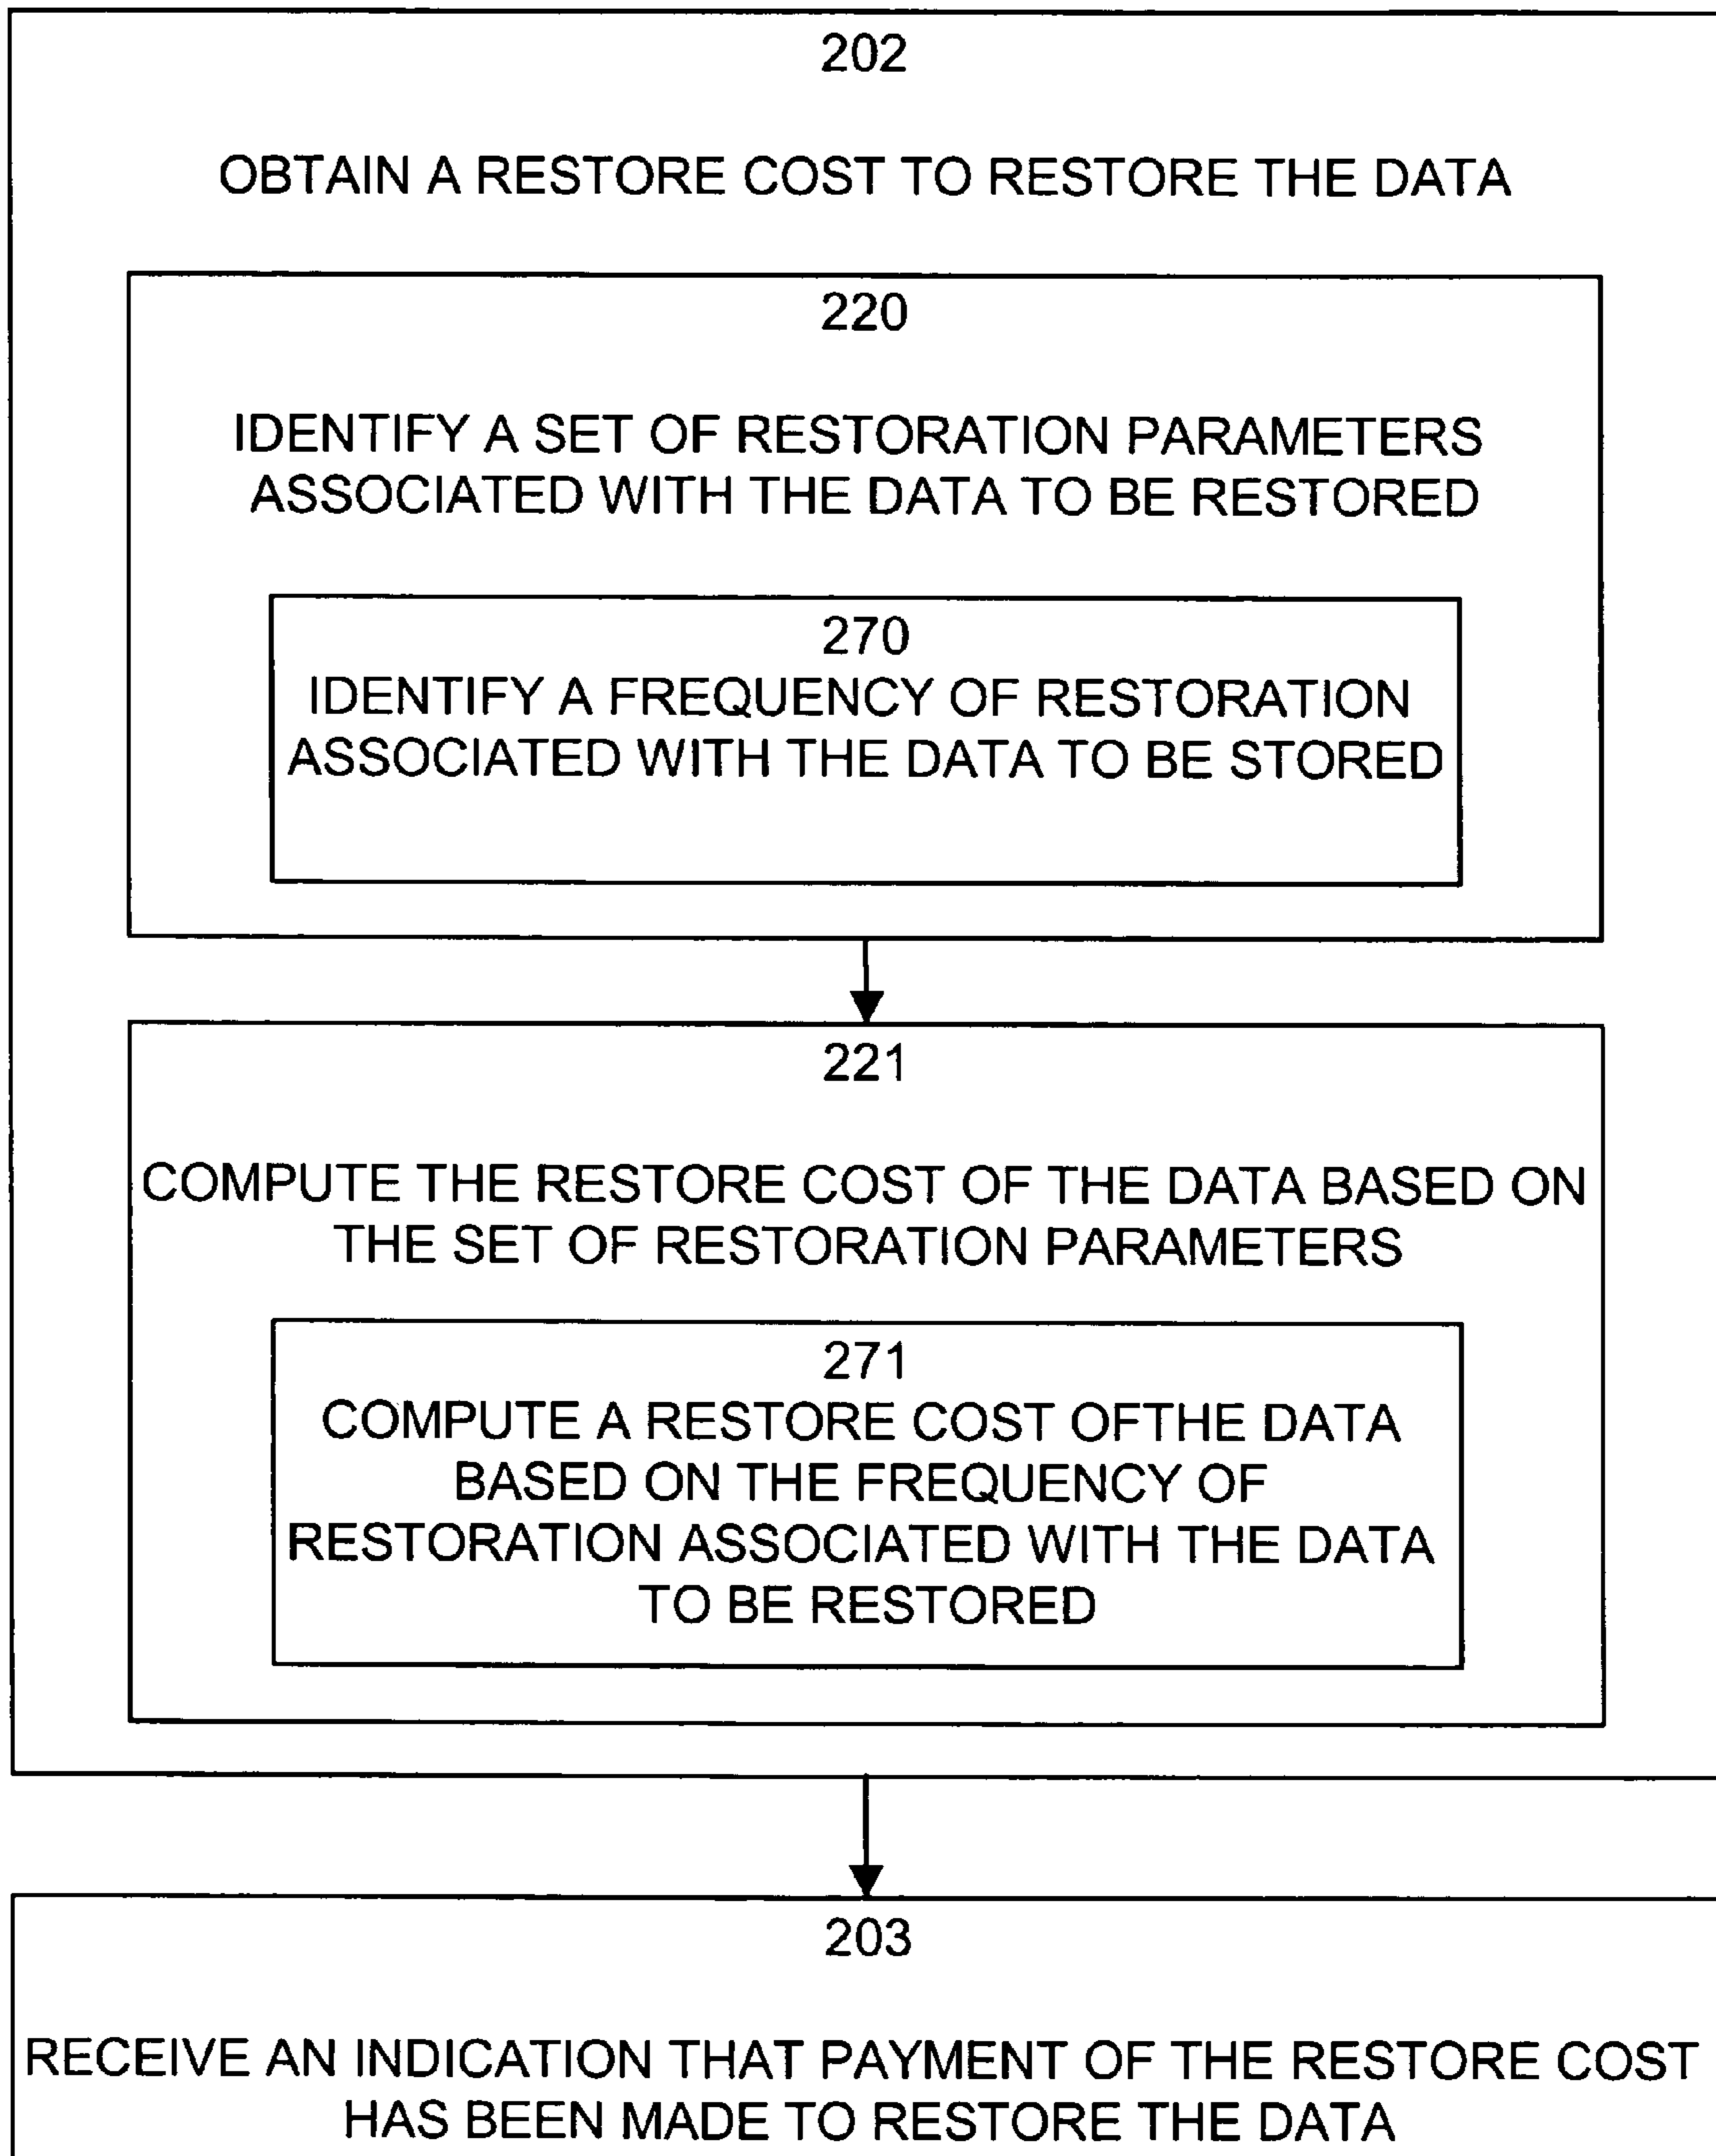 202
OBTAIN A RESTORE COST TO RESTORE THE DATA
220
IDENTIFY A SET OF RESTORATION PARAMETERS
ASSOCIATED WITH THE DATA TO BE RESTORED
270
IDENTIFY A FREQUENCY OF RESTORATION
ASSOCIATED WITH THE DATA TO BE STORED
221
COMPUTE THE RESTORE COST OF THE DATA BASED ON
THE SET OF RESTORATION PARAMETERS
271
COMPUTE A RESTORE COST OFTHE DATA
BASED ON THE FREQUENCY OF
RESTORATION ASSOCIATED WITH THE DATA
TO BE RESTORED
203
RECEIVE AN INDICATION THAT PAYMENT OF THE RESTORE COST
HAS BEEN MADE TO RESTORE THE DATA